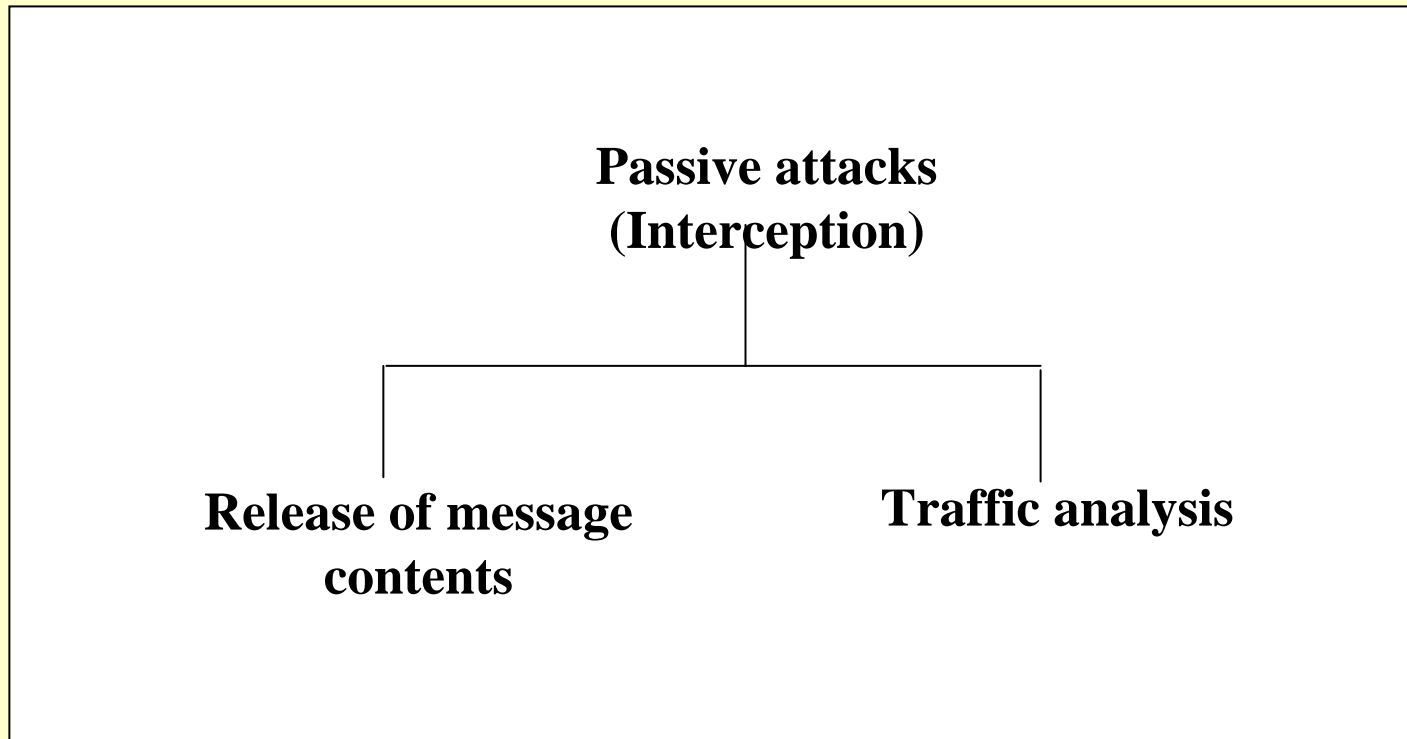 Passive attacks
(Interception)
Release of message
contents
Traffic analysis